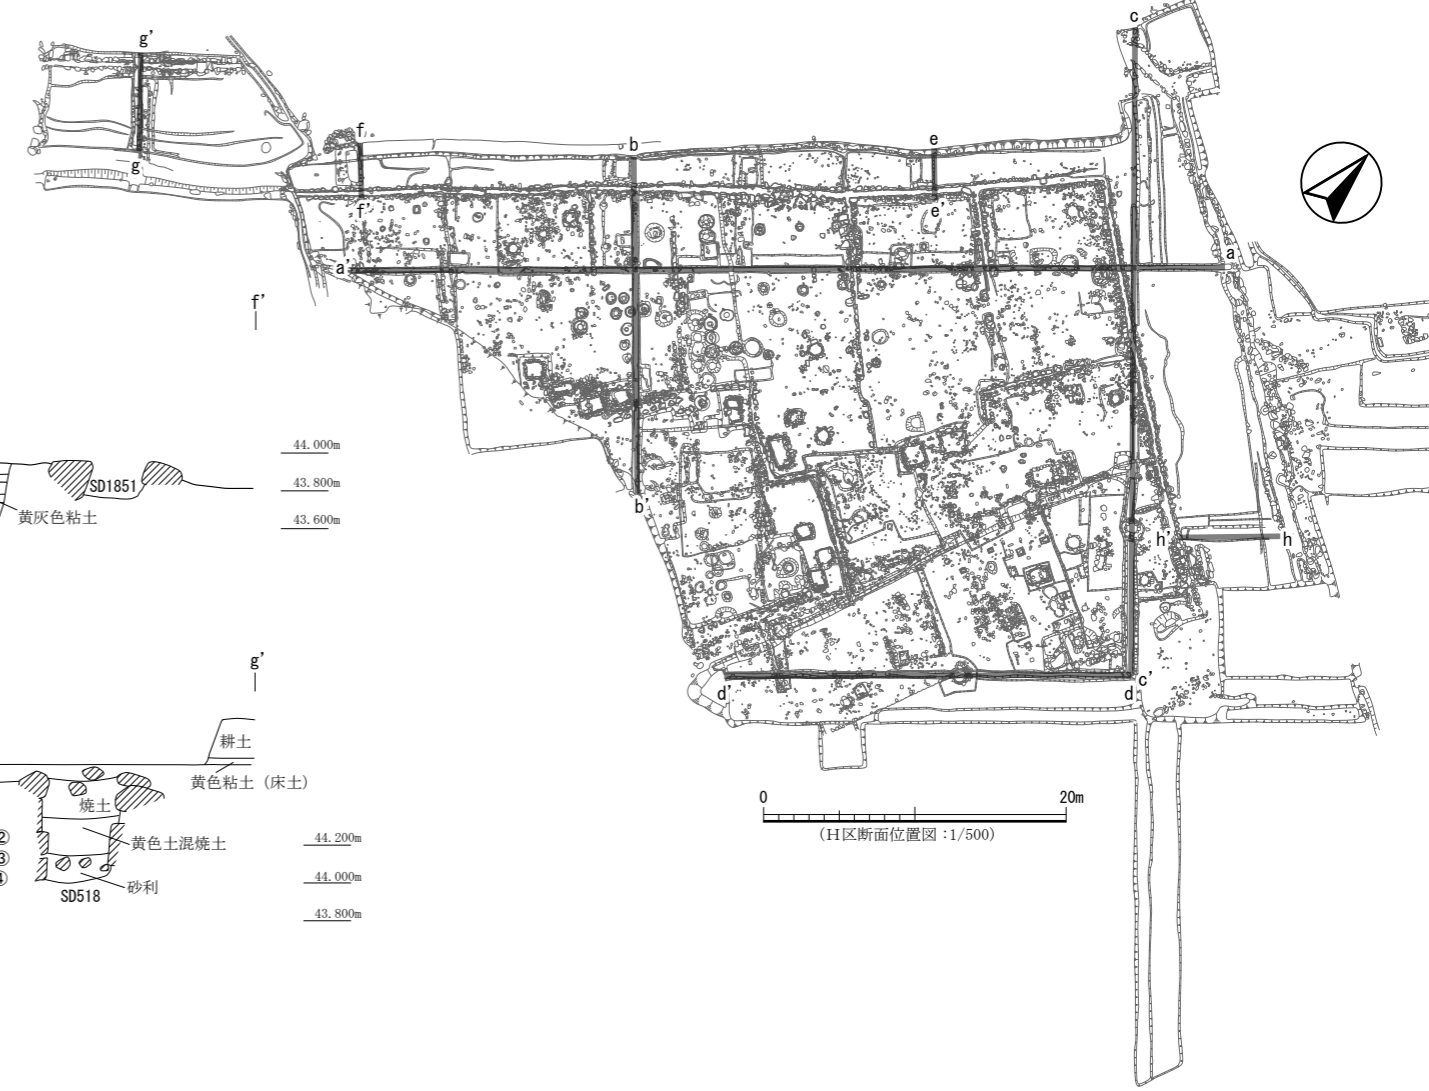 c
g'
f
b
e
g
f'
e'
a
a'
f'
b'
h'
h
44.000m
43.800m
43.600m
SD1851
黄灰色粘土
g'
d'
d
c'
耕土
黄色粘土（床土）
焼土
黄色土混焼土
②
③
④
砂利
SD518
44.200m
44.000m
43.800m
0
20m
(H区断面位置図：1/500)